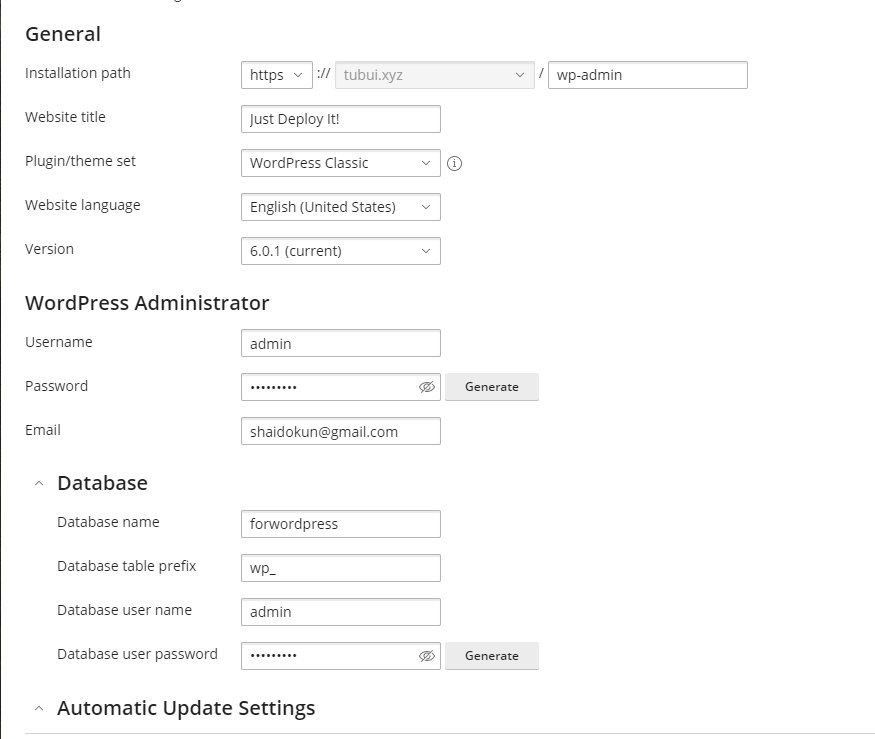 General
Installation path https :// tubui.xyz / wp-admin
Website title Just Deploy It!
Plugin/theme set WordPress Classic
Website language English (United States)
Version 6.0.1 (current)
WordPress Administrator
Username admin
Password ••••••••• Generate
Email shaidokun@gmail.com
Database
Database name forwordpress
Database table prefix wp_
Database user name admin
Database user password ••••••••• Generate
Automatic Update Settings